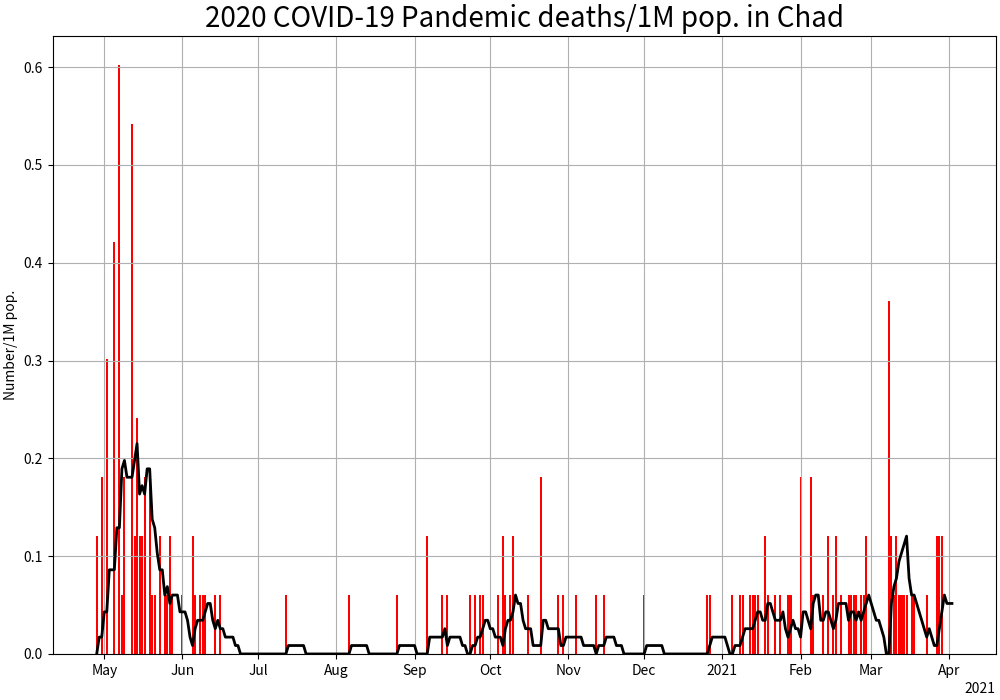 2020 COVID-19 Pandemic deaths/1M pop. in Chad
Number/1M pop.
0.6
0.5
0.4
0.3
0.2
0.1
0.0
May Jun Jul Aug Sep Oct Nov Dec 2021 Feb Mar Apr
2021